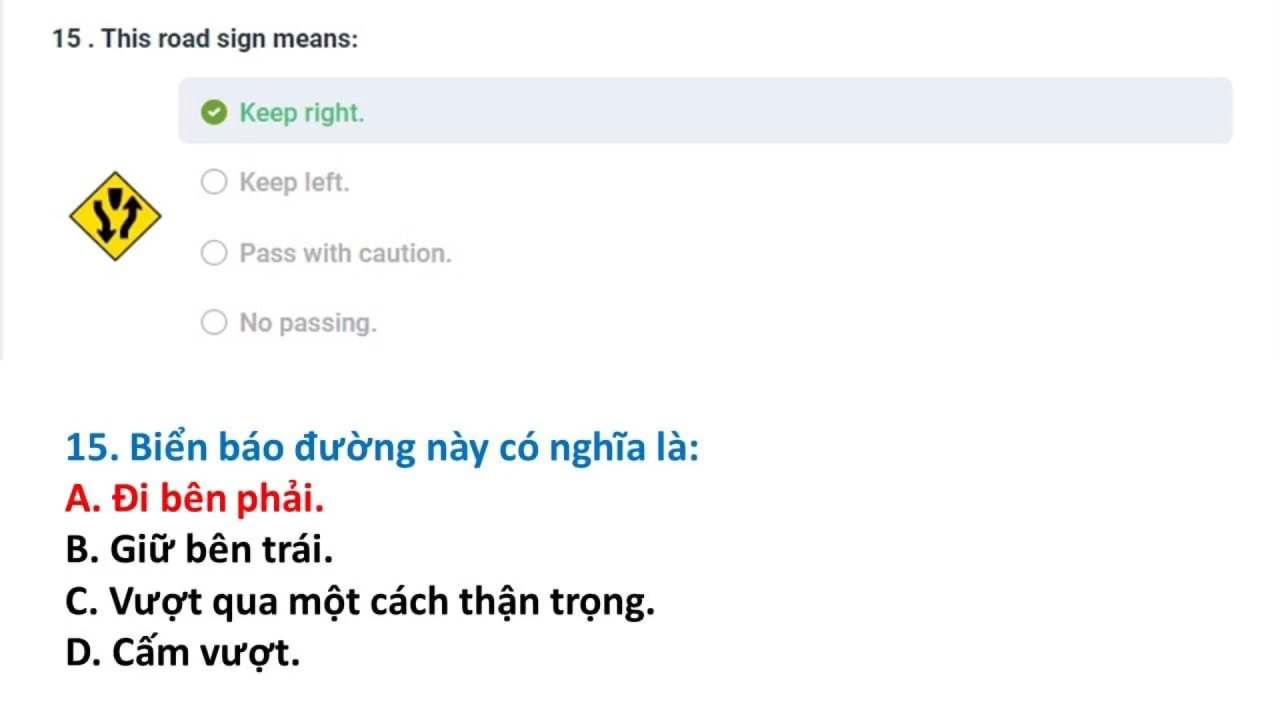 15 . This road sign means:
Keep right.
Keep left.
Pass with caution.
No passing.
15. Biển báo đường này có nghĩa là:
A. Đi bên phải.
B. Giữ bên trái.
C. Vượt qua một cách thận trọng.
D. Cấm vượt.